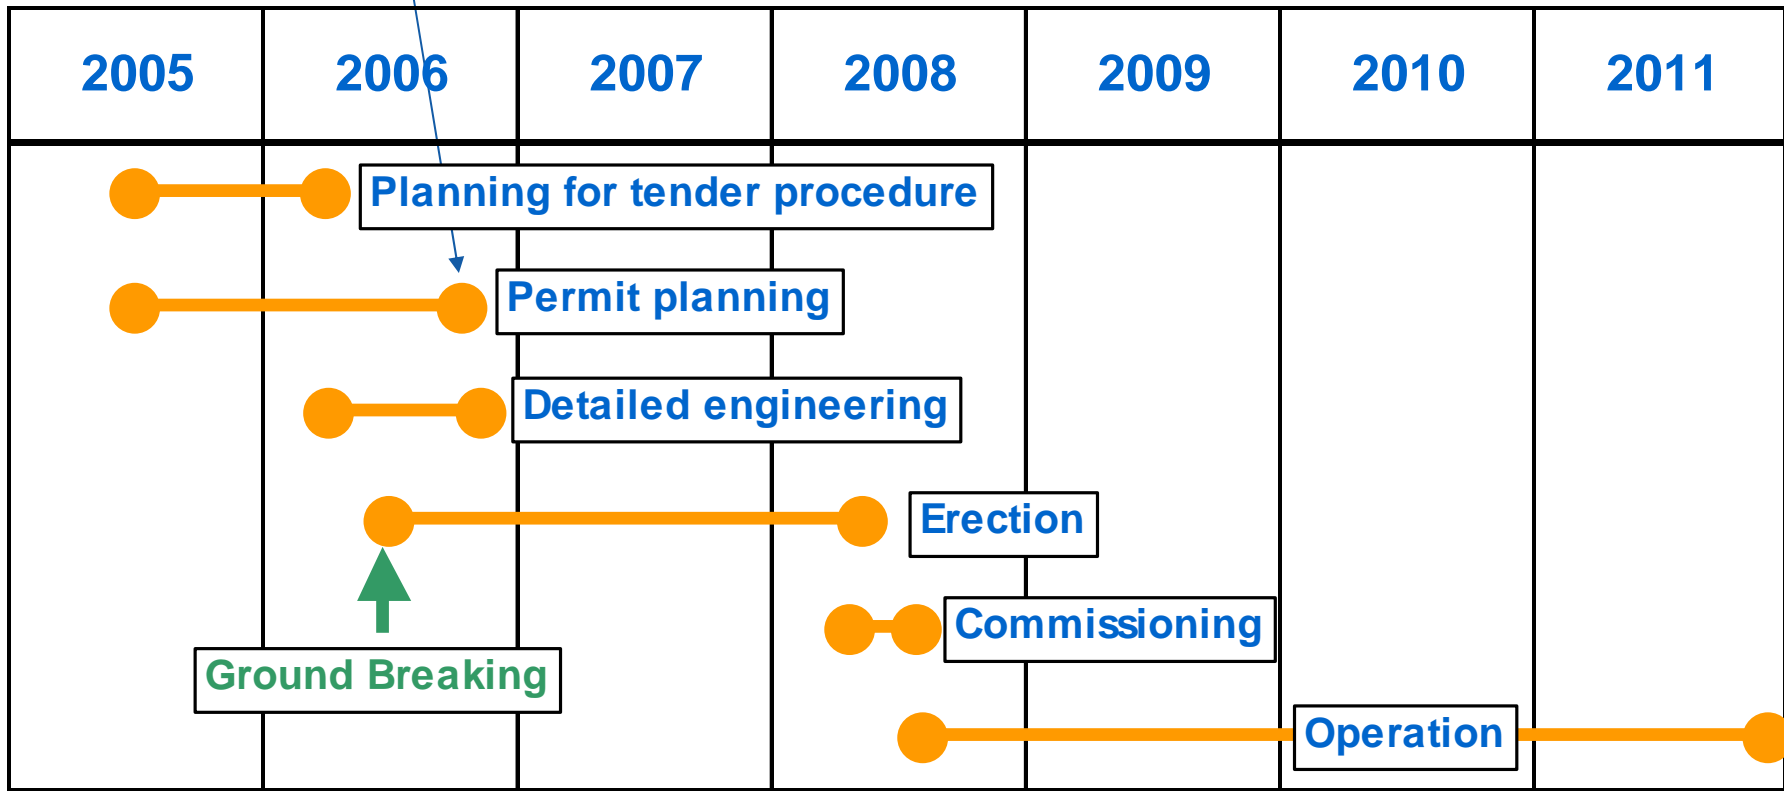 2005 2006 2007 2008 2009 2010 2011
Planning for tender procedure
Permit planning
Detailed engineering
Erection
Commissioning
Ground Breaking
Operation